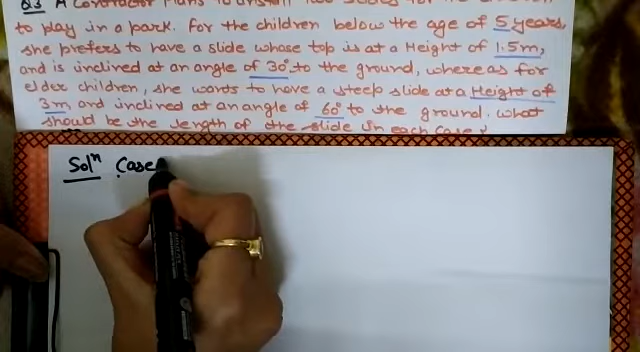 Q.3 A Contractor Plans to install two slides for the children
to play in a park. For the children below the age of 5 years,
she prefers to have a slide whose top is at a Height of 1.5m,
and is inclined at an angle of 30° to the ground, where as for
elder children, she wants to have a steep slide at a Height of
3m, and inclined at an angle of 60° to the ground. what
should be the length of the slide in each case?
Solⁿ Case